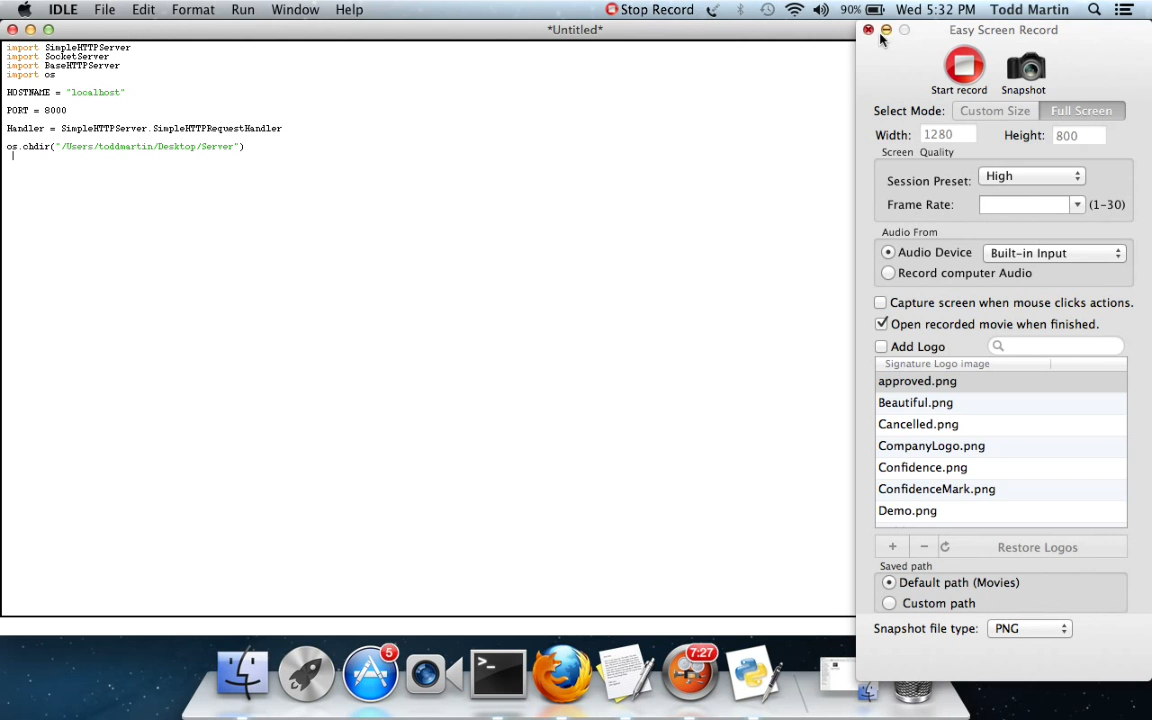 IDLE File Edit Format Run Window Help Stop Record 90% Wed 5:32 PM Todd Martin
*Untitled*
import SimpleHTTPServer
import SocketServer
import BaseHTTPServer
import os
HOSTNAME = "localhost"
PORT = 8000
Handler = SimpleHTTPServer.SimpleHTTPRequestHandler
os.chdir("/Users/toddmartin/Desktop/Server")
Easy Screen Record
Start record Snapshot
Select Mode: Custom Size Full Screen
Width: 1280 Height: 800
Screen Quality
Session Preset: High
Frame Rate: (1-30)
Audio From
Audio Device Built-in Input
Record computer Audio
Capture screen when mouse clicks actions.
Open recorded movie when finished.
Add Logo
Signature Logo image
approved.png
Beautiful.png
Cancelled.png
CompanyLogo.png
Confidence.png
ConfidenceMark.png
Demo.png
+ − Restore Logos
Saved path
Default path (Movies)
Custom path
Snapshot file type: PNG
5
7:27